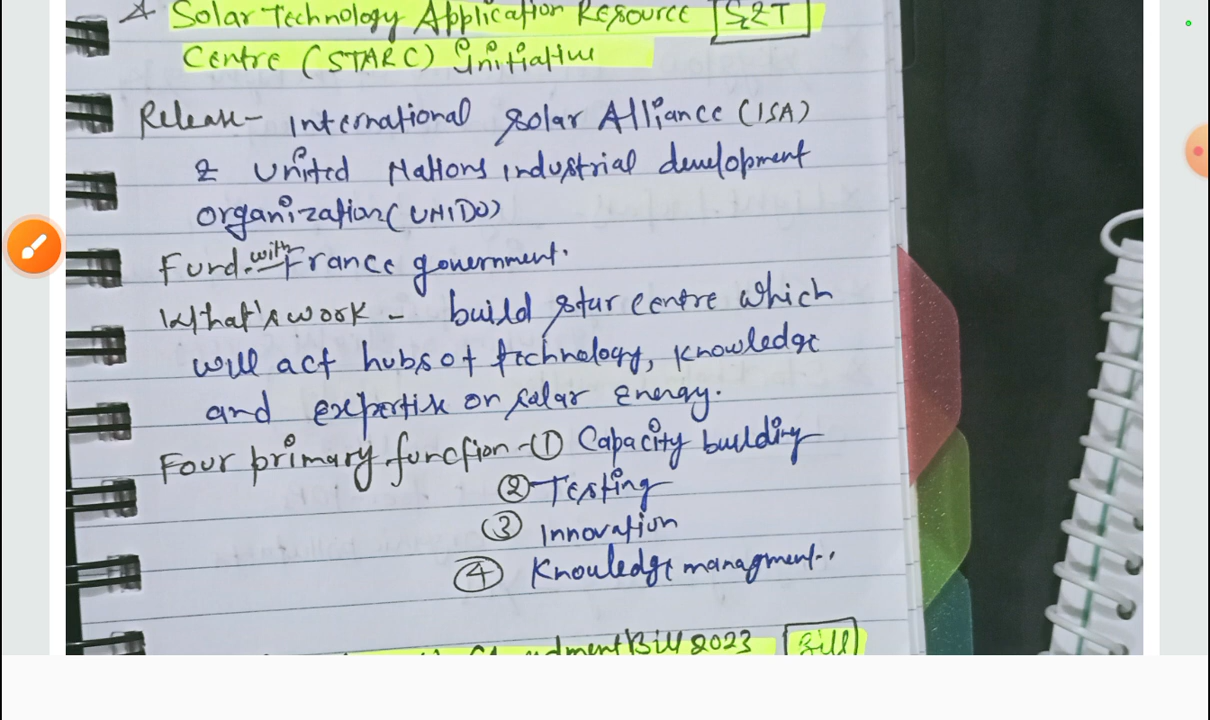 Solar Technology Application Resource S&T
Centre (STARC) initiative
Release- International Solar Alliance (ISA)
& United Nations industrial development
organization (UNIDO)
Fund. with France government.
What's work - build star centre which
will act hubs of technology, knowledge
and expertise on solar Energy.
Four primary function - ① Capacity building
② Testing
③ Innovation
④ Knowledge managment..
Bill 2023 Bill